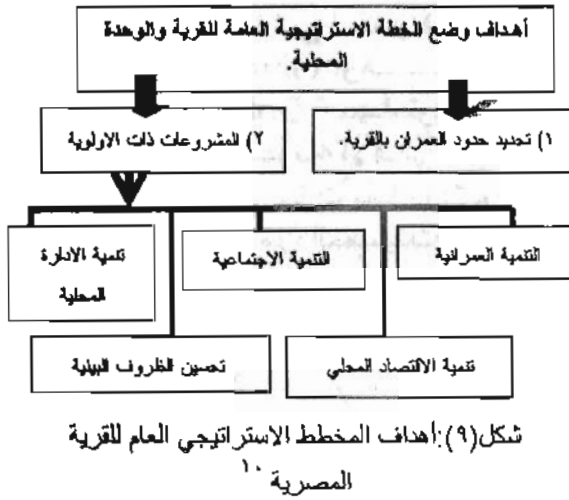 أهداف وضع الخطة الاستراتيجية العامة للقرية والوحدة
المحلية.
١) تحديد حدود العمران بالقرية.
٢) المشروعات ذات الاولوية
التنمية العمرانية
التنمية الاجتماعية
تنمية الادارة
المحلية
تنمية الاقتصاد المحلي
تحسين الظروف البيئية
شكل(٩):أهداف المخطط الاستراتيجي العام للقرية
المصرية ١٠